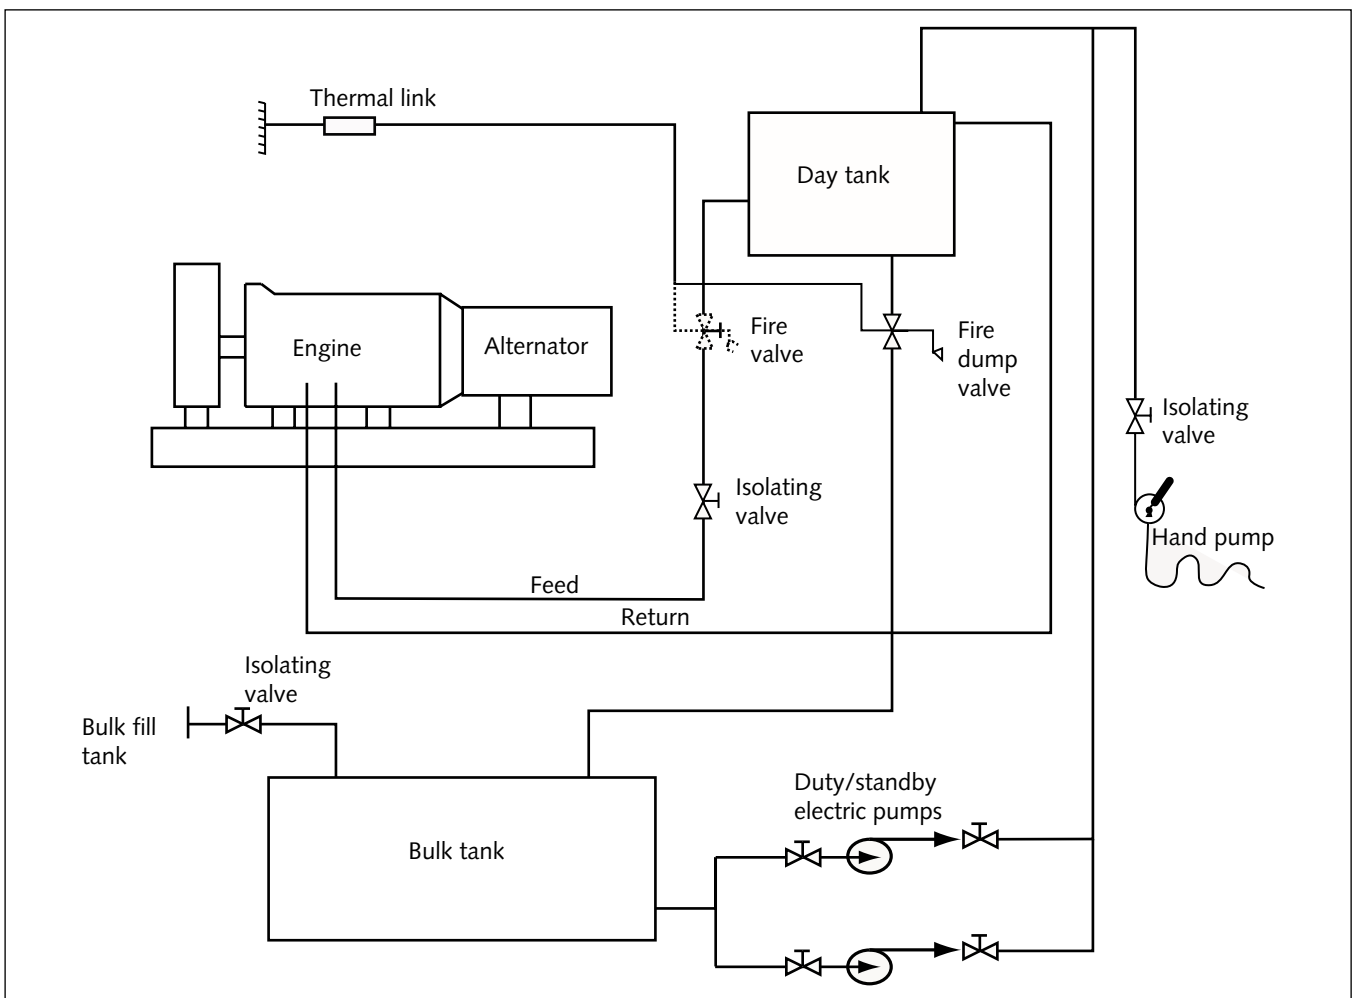 Thermal link
Day tank
Engine
Alternator
Fire
valve
Fire
dump
valve
Isolating
valve
Isolating
valve
Hand pump
Feed
Return
Isolating
valve
Bulk fill
tank
Duty/standby
electric pumps
Bulk tank